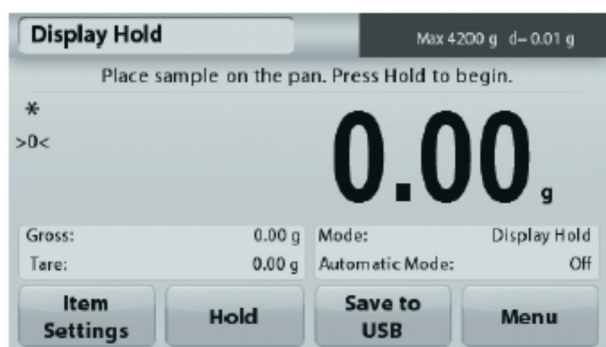 Display Hold
Max 4200 g d=0.01 g
Place sample on the pan. Press Hold to begin.
*
>0<
0.00 g
Gross: 0.00 g Mode: Display Hold
Tare: 0.00 g Automatic Mode: Off
Item Settings
Hold
Save to USB
Menu